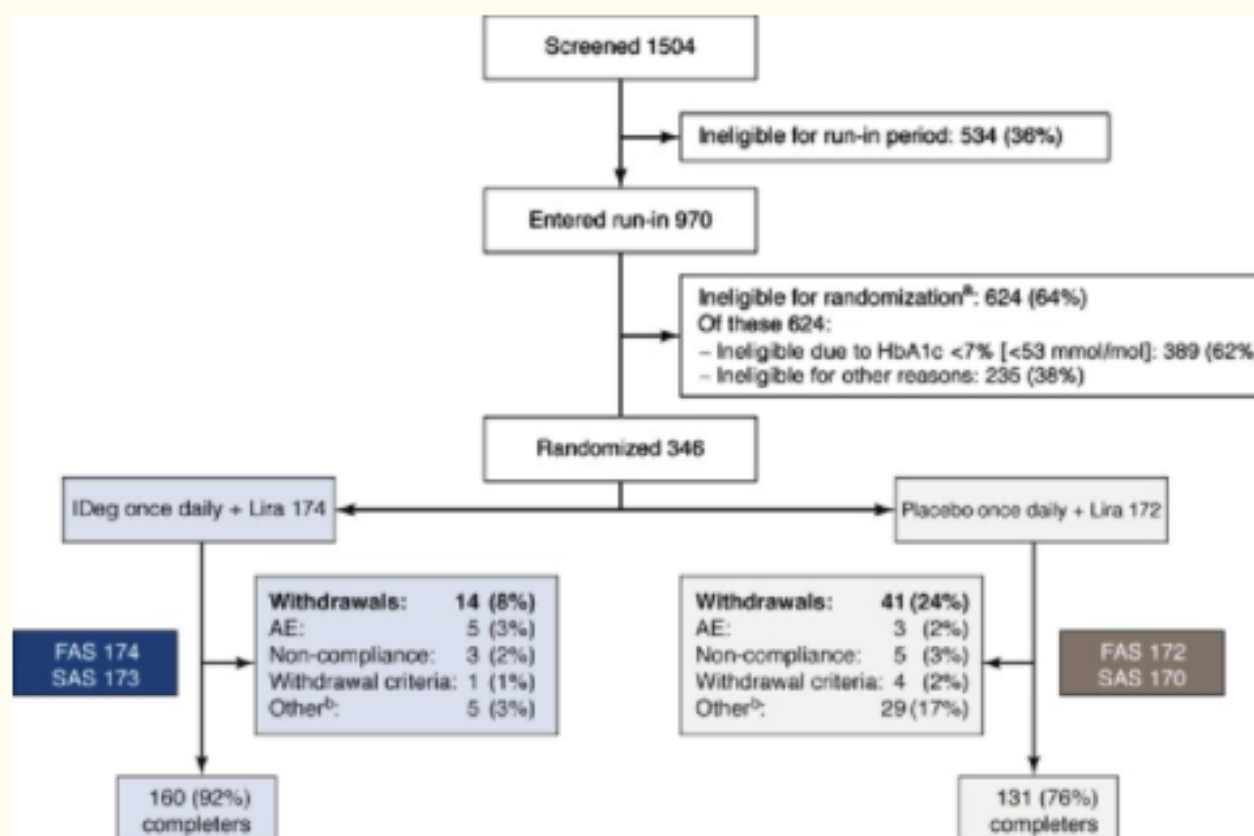 Screened 1504
Ineligible for run-in period: 534 (36%)
Entered run-in 970
Ineligible for randomizationª: 624 (64%)
Of these 624:
– Ineligible due to HbA1c <7% [<53 mmol/mol]: 389 (62%
– Ineligible for other reasons: 235 (38%)
Randomized 346
IDeg once daily + Lira 174
Placebo once daily + Lira 172
Withdrawals: 14 (8%)
AE: 5 (3%)
Non-compliance: 3 (2%)
Withdrawal criteria: 1 (1%)
Otherᵇ: 5 (3%)
Withdrawals: 41 (24%)
AE: 3 (2%)
Non-compliance: 5 (3%)
Withdrawal criteria: 4 (2%)
Otherᵇ: 29 (17%)
FAS 174
SAS 173
FAS 172
SAS 170
160 (92%)
completers
131 (76%)
completers